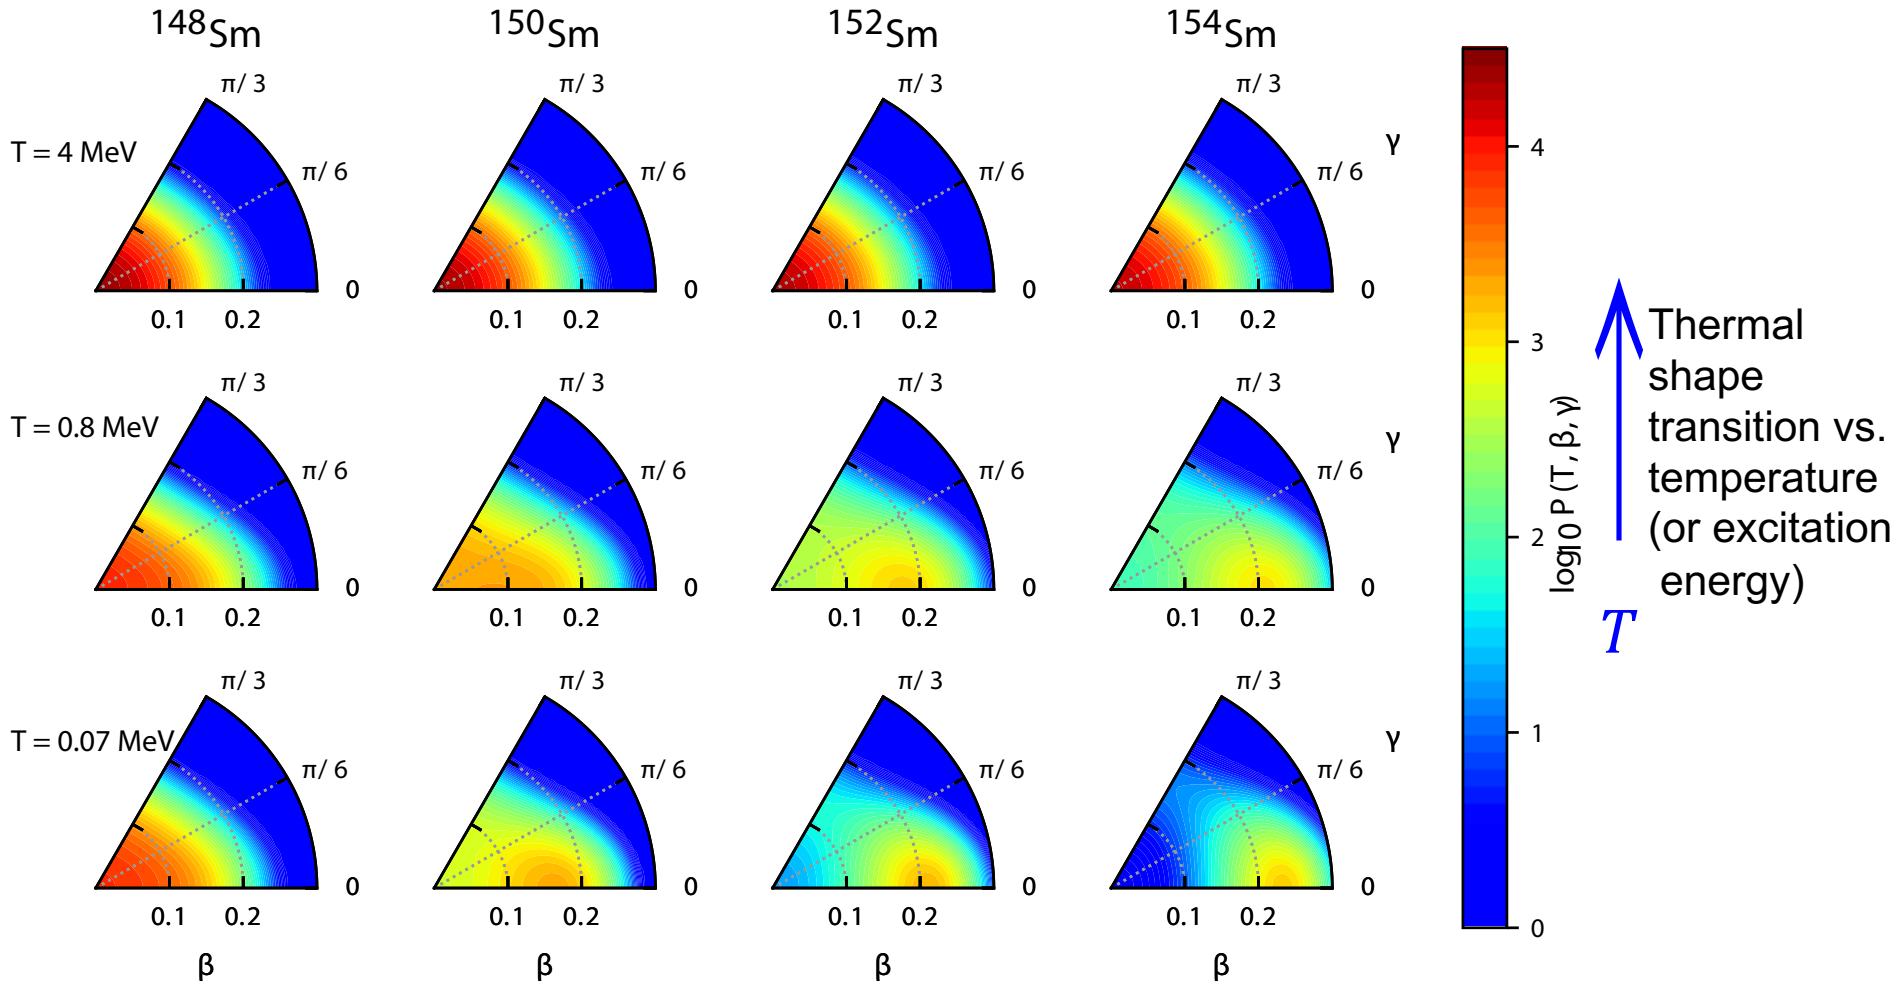 148Sm 150Sm 152Sm 154Sm
π/ 3 π/ 3 π/ 3 π/ 3
T = 4 MeV γ 4
π/ 6 π/ 6 π/ 6 π/ 6
0 0 0 0
0.1 0.2 0.1 0.2 0.1 0.2 0.1 0.2
3
π/ 3 π/ 3 π/ 3 π/ 3
T = 0.8 MeV γ
π/ 6 π/ 6 π/ 6 π/ 6
2
0 0 0 0
0.1 0.2 0.1 0.2 0.1 0.2 0.1 0.2
π/ 3 π/ 3 π/ 3 π/ 3
T = 0.07 MeV γ 1
π/ 6 π/ 6 π/ 6 π/ 6
0 0 0 0
0.1 0.2 0.1 0.2 0.1 0.2 0.1 0.2
0
β β β β
log10 P (T, β, γ)
Thermal
shape
transition vs.
temperature
(or excitation
energy)
T